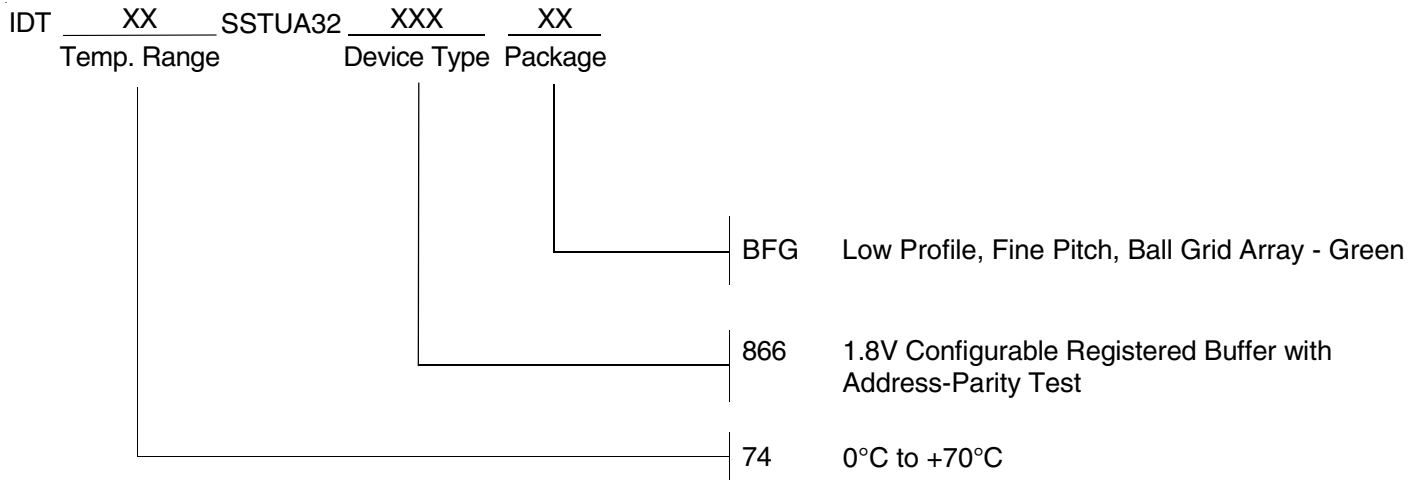 IDT XX SSTUA32 XXX XX
Temp. Range Device Type Package
BFG Low Profile, Fine Pitch, Ball Grid Array - Green
866 1.8V Configurable Registered Buffer with
Address-Parity Test
74 0°C to +70°C